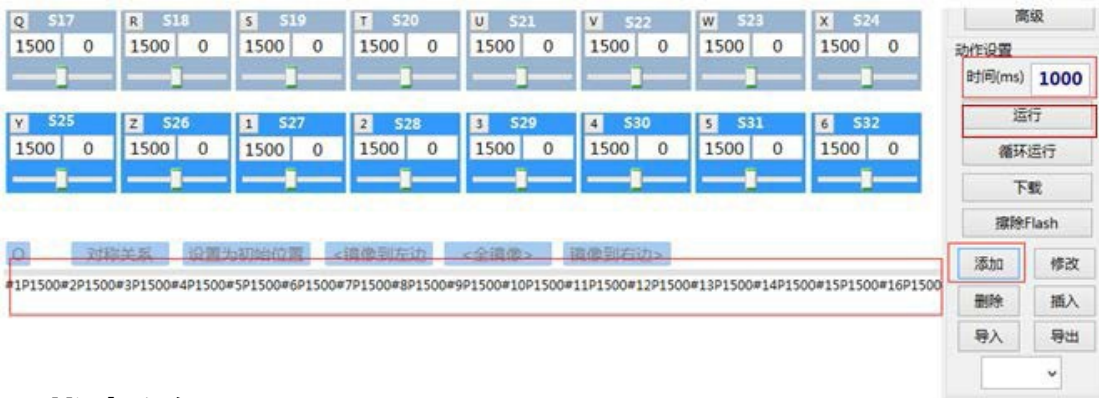 Q S17 R S18 S S19 T S20 U S21 V S22 W S23 X S24
1500 0 1500 0 1500 0 1500 0 1500 0 1500 0 1500 0 1500 0
Y S25 Z S26 1 S27 2 S28 3 S29 4 S30 5 S31 6 S32
1500 0 1500 0 1500 0 1500 0 1500 0 1500 0 1500 0 1500 0
O 对称关系 设置为初始位置 <镜像到左边 <全镜像> 镜像到右边>
#1P1500#2P1500#3P1500#4P1500#5P1500#6P1500#7P1500#8P1500#9P1500#10P1500#11P1500#12P1500#13P1500#14P1500#15P1500#16P1500
高级
动作设置
时间(ms) 1000
运行
循环运行
下载
擦除Flash
添加 修改
删除 插入
导入 导出